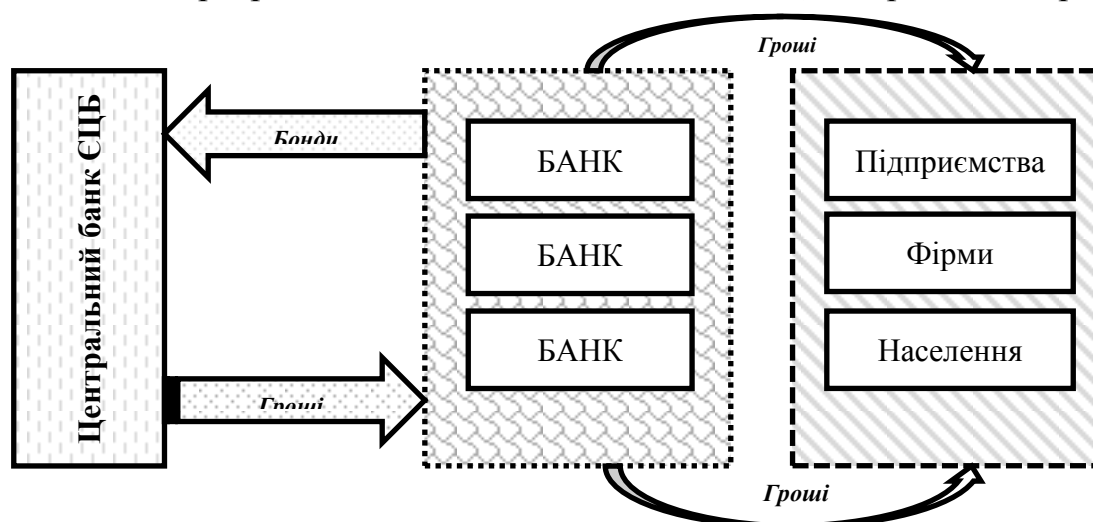 Гроші
Центральний банк ЄЦБ
Бонди
БАНК
БАНК
БАНК
Підприємства
Фірми
Населення
Гроші
Гроші